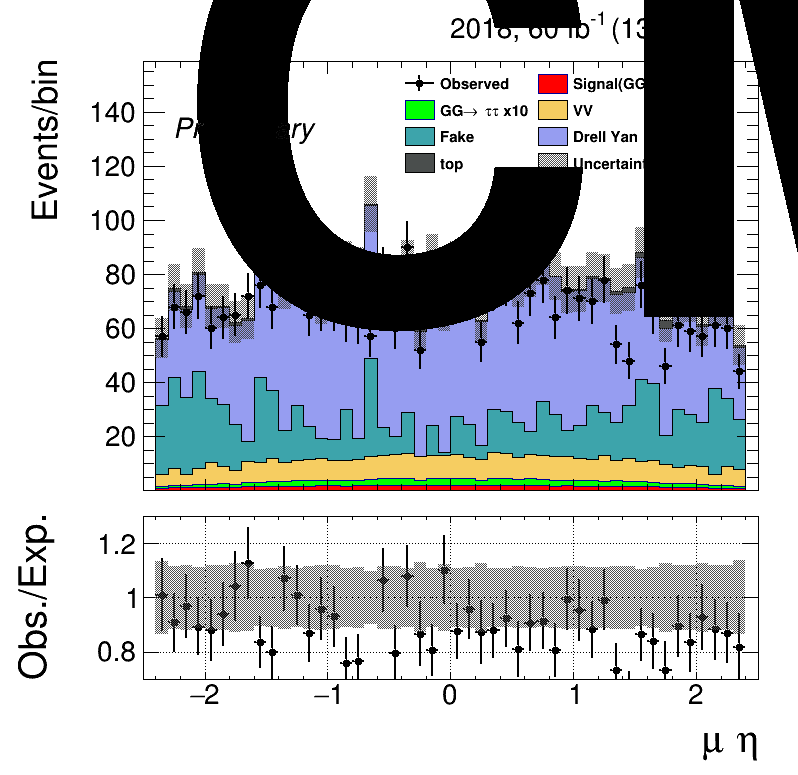 CM
2018, 60 fb⁻¹ (13
Events/bin
Observed
Signal(GG
GG→ ττ x10
VV
Fake
Drell Yan
top
Uncertaint
140
120
100
80
60
40
20
Obs./Exp.
1.2
1
0.8
−2 −1 0 1 2
μ η